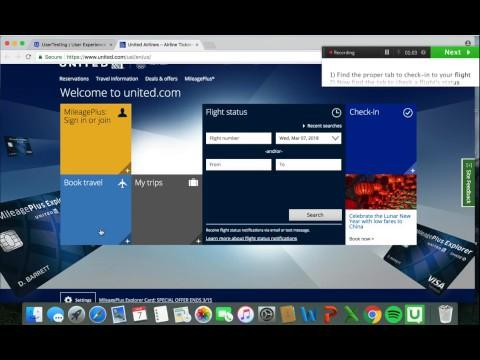 UserTesting | User Experienc
United Airlines – Airline Ticket
Secure
https://www.united.com/ual/en/us/
Recording
01:03
Next
1) Find the proper tab to check-in to your flight
2) Now find the tab to check a flight's status
UNITED
Reservations Travel information Deals & offers MileagePlus®
Welcome to united.com
MileagePlus:
Sign in or join
Flight status
Recent searches
Flight number
Wed, Mar 07, 2018
-and/or-
From
To
Search
Receive flight status notifications via email or text message.
Learn more about flight status notifications
Check-in
Book travel
My trips
Celebrate the Lunar New
Year with low fares to
China
Book now >
Site Feedback
MileagePlus Explorer
UNITED
D. BARRETT
MileagePlus Explorer
VISA
Settings
MileagePlus Explorer Card: SPECIAL OFFER ENDS 3/15